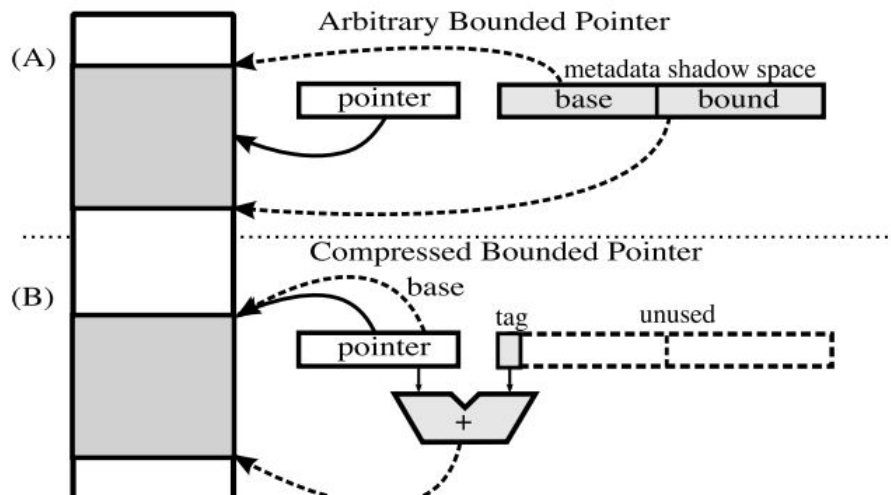 Arbitrary Bounded Pointer
(A)
metadata shadow space
pointer
base
bound
Compressed Bounded Pointer
(B)
base
tag
unused
pointer
+